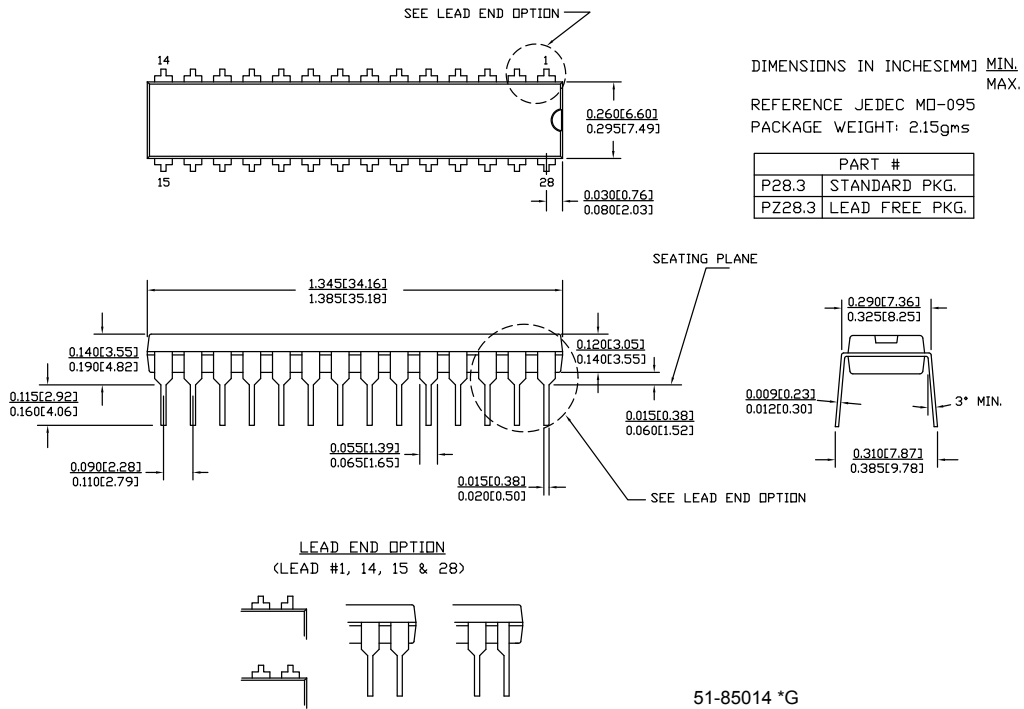 SEE LEAD END OPTION
14
1
15
28
0.260[6.60]
0.295[7.49]
0.030[0.76]
0.080[2.03]
DIMENSIONS IN INCHES[MM] MIN.
MAX.
REFERENCE JEDEC MO-095
PACKAGE WEIGHT: 2.15gms
PART #
P28.3 STANDARD PKG.
PZ28.3 LEAD FREE PKG.
SEATING PLANE
1.345[34.16]
1.385[35.18]
0.290[7.36]
0.325[8.25]
0.140[3.55]
0.190[4.82]
0.120[3.05]
0.140[3.55]
0.115[2.92]
0.160[4.06]
0.015[0.38]
0.060[1.52]
0.009[0.23]
0.012[0.30]
3° MIN.
0.055[1.39]
0.065[1.65]
0.090[2.28]
0.110[2.79]
0.015[0.38]
0.020[0.50]
0.310[7.87]
0.385[9.78]
SEE LEAD END OPTION
LEAD END OPTION
(LEAD #1, 14, 15 & 28)
51-85014 *G